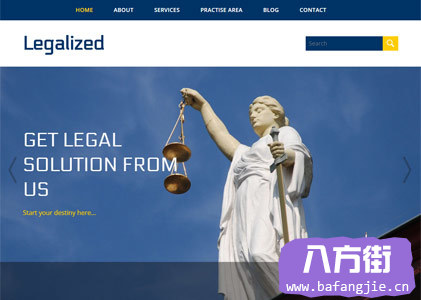 HOME ABOUT SERVICES PRACTISE AREA BLOG CONTACT
Legalized
Search
GET LEGAL
SOLUTION FROM
US
Start your destiny here...
八方街
www.bafangjie.cn